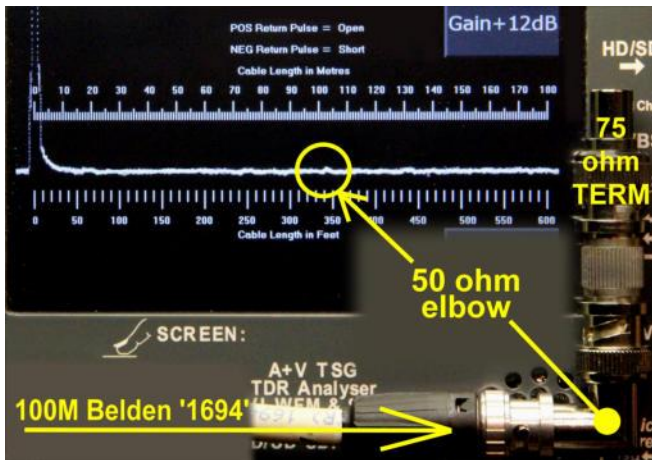 POS Return Pulse = Open
NEG Return Pulse = Short
Cable Length in Metres
Gain+12dB
HD/SD
0 10 20 30 40 50 60 70 80 90 100 110 120 130 140 150 160 170 180
Ch
75
ohm
TERM
0 50 100 150 200 250 300 350 400 450 500 550 600
Cable Length in Feet
50 ohm
elbow
SCREEN:
A+V TSG
TDR Analyser
100M Belden '1694'